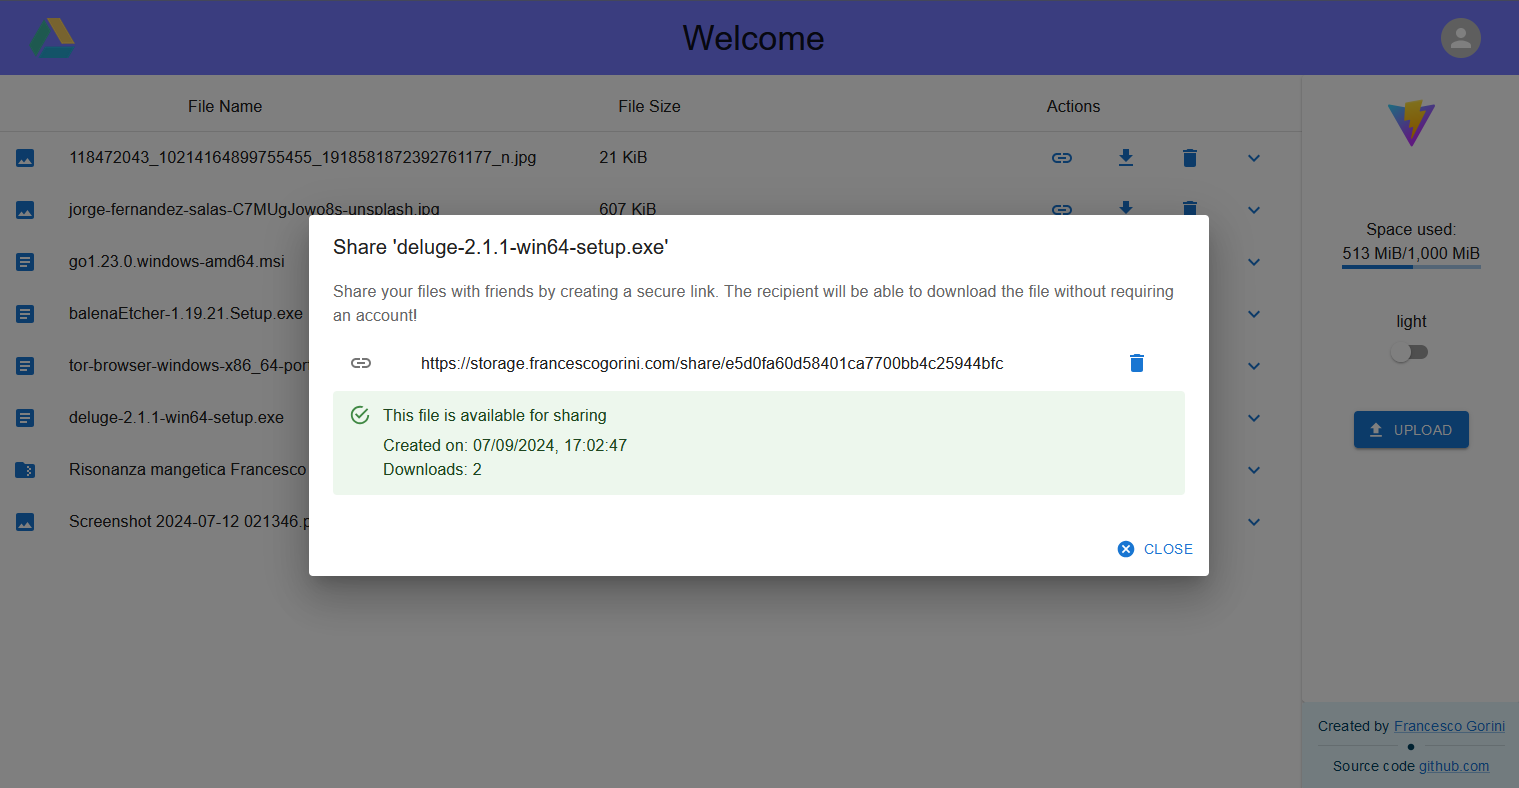 Welcome
File Name File Size Actions
118472043_10214164899755455_1918581872392761177_n.jpg 21 KiB
jorge-fernandez-salas-C7MUgJowo8s-unsplash.jpg 607 KiB
go1.23.0.windows-amd64.msi
balenaEtcher-1.19.21.Setup.exe
tor-browser-windows-x86_64-por
deluge-2.1.1-win64-setup.exe
Risonanza mangetica Francesco
Screenshot 2024-07-12 021346.p
Share 'deluge-2.1.1-win64-setup.exe'
Share your files with friends by creating a secure link. The recipient will be able to download the file without requiring
an account!
https://storage.francescogorini.com/share/e5d0fa60d58401ca7700bb4c25944bfc
This file is available for sharing
Created on: 07/09/2024, 17:02:47
Downloads: 2
CLOSE
Space used:
513 MiB/1,000 MiB
light
UPLOAD
Created by Francesco Gorini
Source code github.com